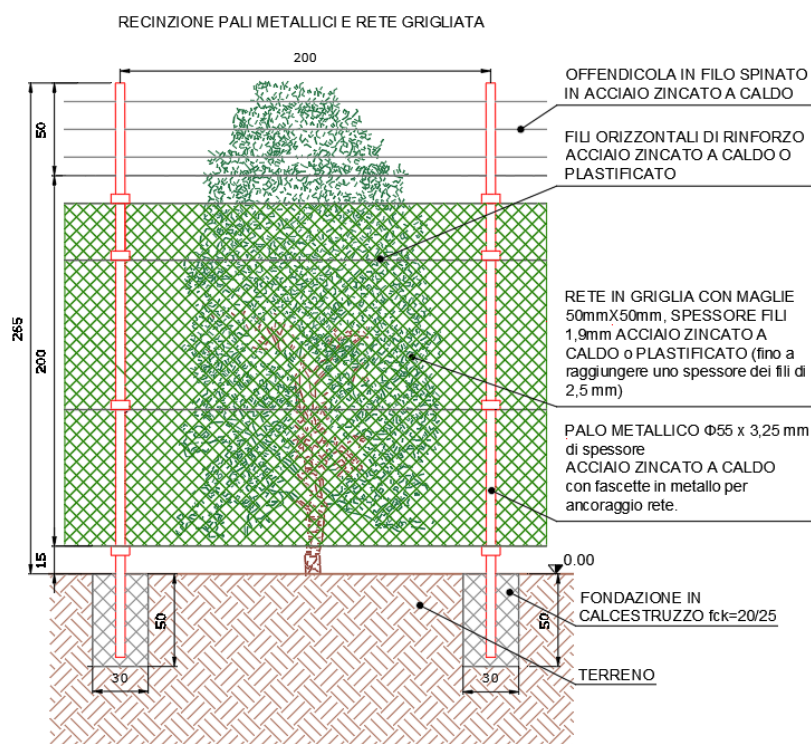 RECINZIONE PALI METALLICI E RETE GRIGLIATA
200
OFFENDICOLA IN FILO SPINATO
IN ACCIAIO ZINCATO A CALDO
50
FILI ORIZZONTALI DI RINFORZO
ACCIAIO ZINCATO A CALDO O
PLASTIFICATO
265
200
RETE IN GRIGLIA CON MAGLIE
50mmX50mm, SPESSORE FILI
1,9mm ACCIAIO ZINCATO A
CALDO o PLASTIFICATO (fino a
raggiungere uno spessore dei fili di
2,5 mm)
PALO METALLICO Φ55 x 3,25 mm
di spessore
ACCIAIO ZINCATO A CALDO
con fascette in metallo per
ancoraggio rete.
15
0.00
FONDAZIONE IN
CALCESTRUZZO fck=20/25
50
50
30
30
TERRENO